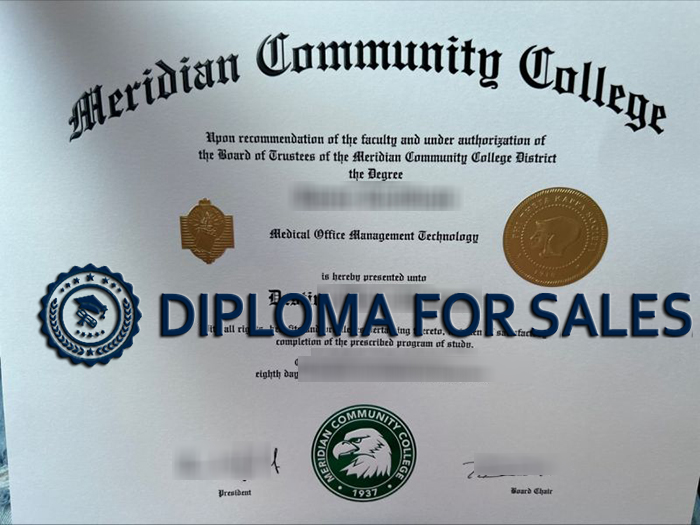 Meridian Community College
Upon recommendation of the faculty and under authorization of
the Board of Trustees of the Meridian Community College District
the Degree
Medical Office Management Technology
is hereby presented unto
DIPLOMA FOR SALES
completion of the prescribed program of study.
eighth day
MERIDIAN COMMUNITY COLLEGE
1937
President
Board Chair